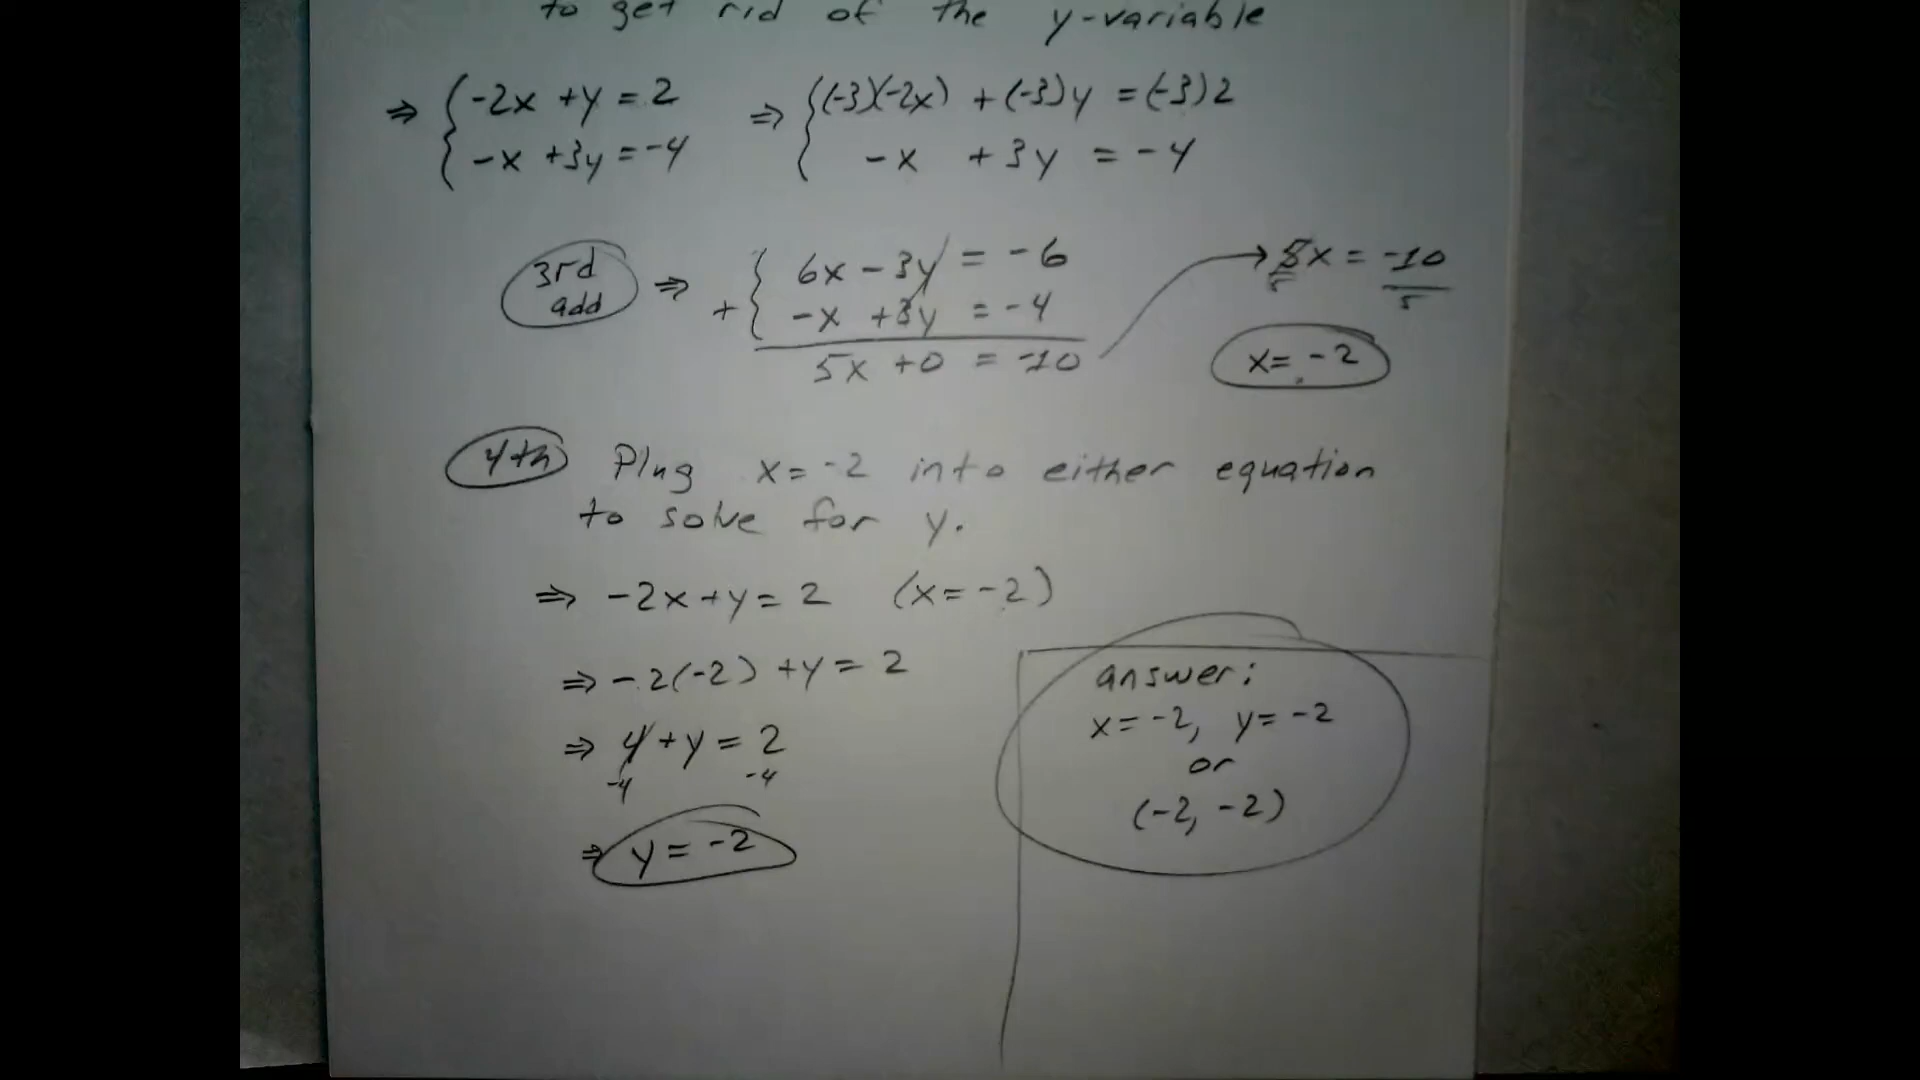 to get rid of the y-variable
⇒ { -2x + y = 2 ⇒ { (-3)(-2x) + (-3)y = (-3)2
-x + 3y = -4 -x + 3y = -4
3rd add ⇒ + { 6x - 3y = -6 → 5x = -10
5 5
-x + 3y = -4
5x + 0 = -10 x = -2
4th Plug x = -2 into either equation
to solve for y.
⇒ -2x + y = 2 (x = -2)
⇒ -2(-2) + y = 2
⇒ 4 + y = 2
-4 -4
⇒ y = -2
answer:
x = -2, y = -2
or
(-2, -2)